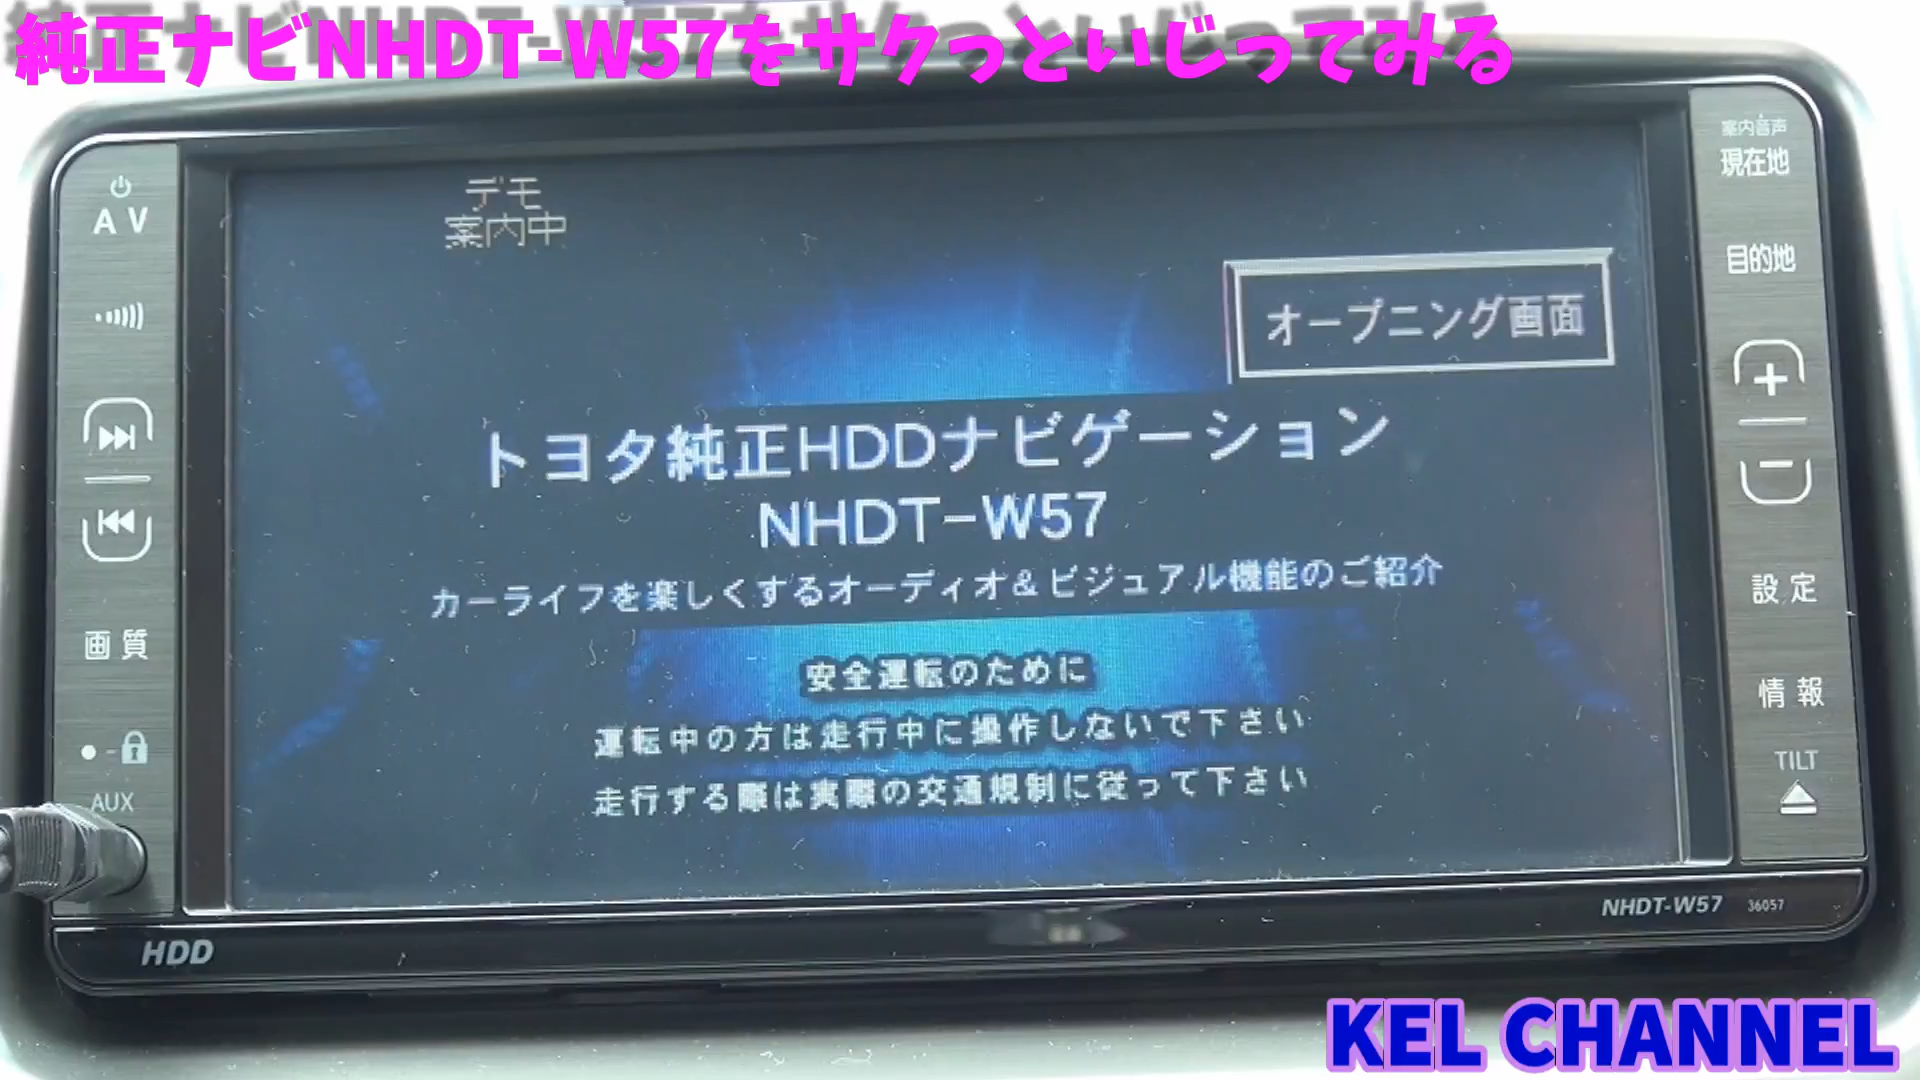 純正ナビNHDT-W57をサクっといじってみる
AV
画質
AUX
HDD
デモ
案内中
オープニング画面
トヨタ純正HDDナビゲーション
NHDT-W57
カーライフを楽しくするオーディオ&ビジュアル機能のご紹介
安全運転のために
運転中の方は走行中に操作しないで下さい
走行する際は実際の交通規制に従って下さい
室内音声
現在地
目的地
+
-
設定
情報
TILT
NHDT-W57 36057
KEL CHANNEL